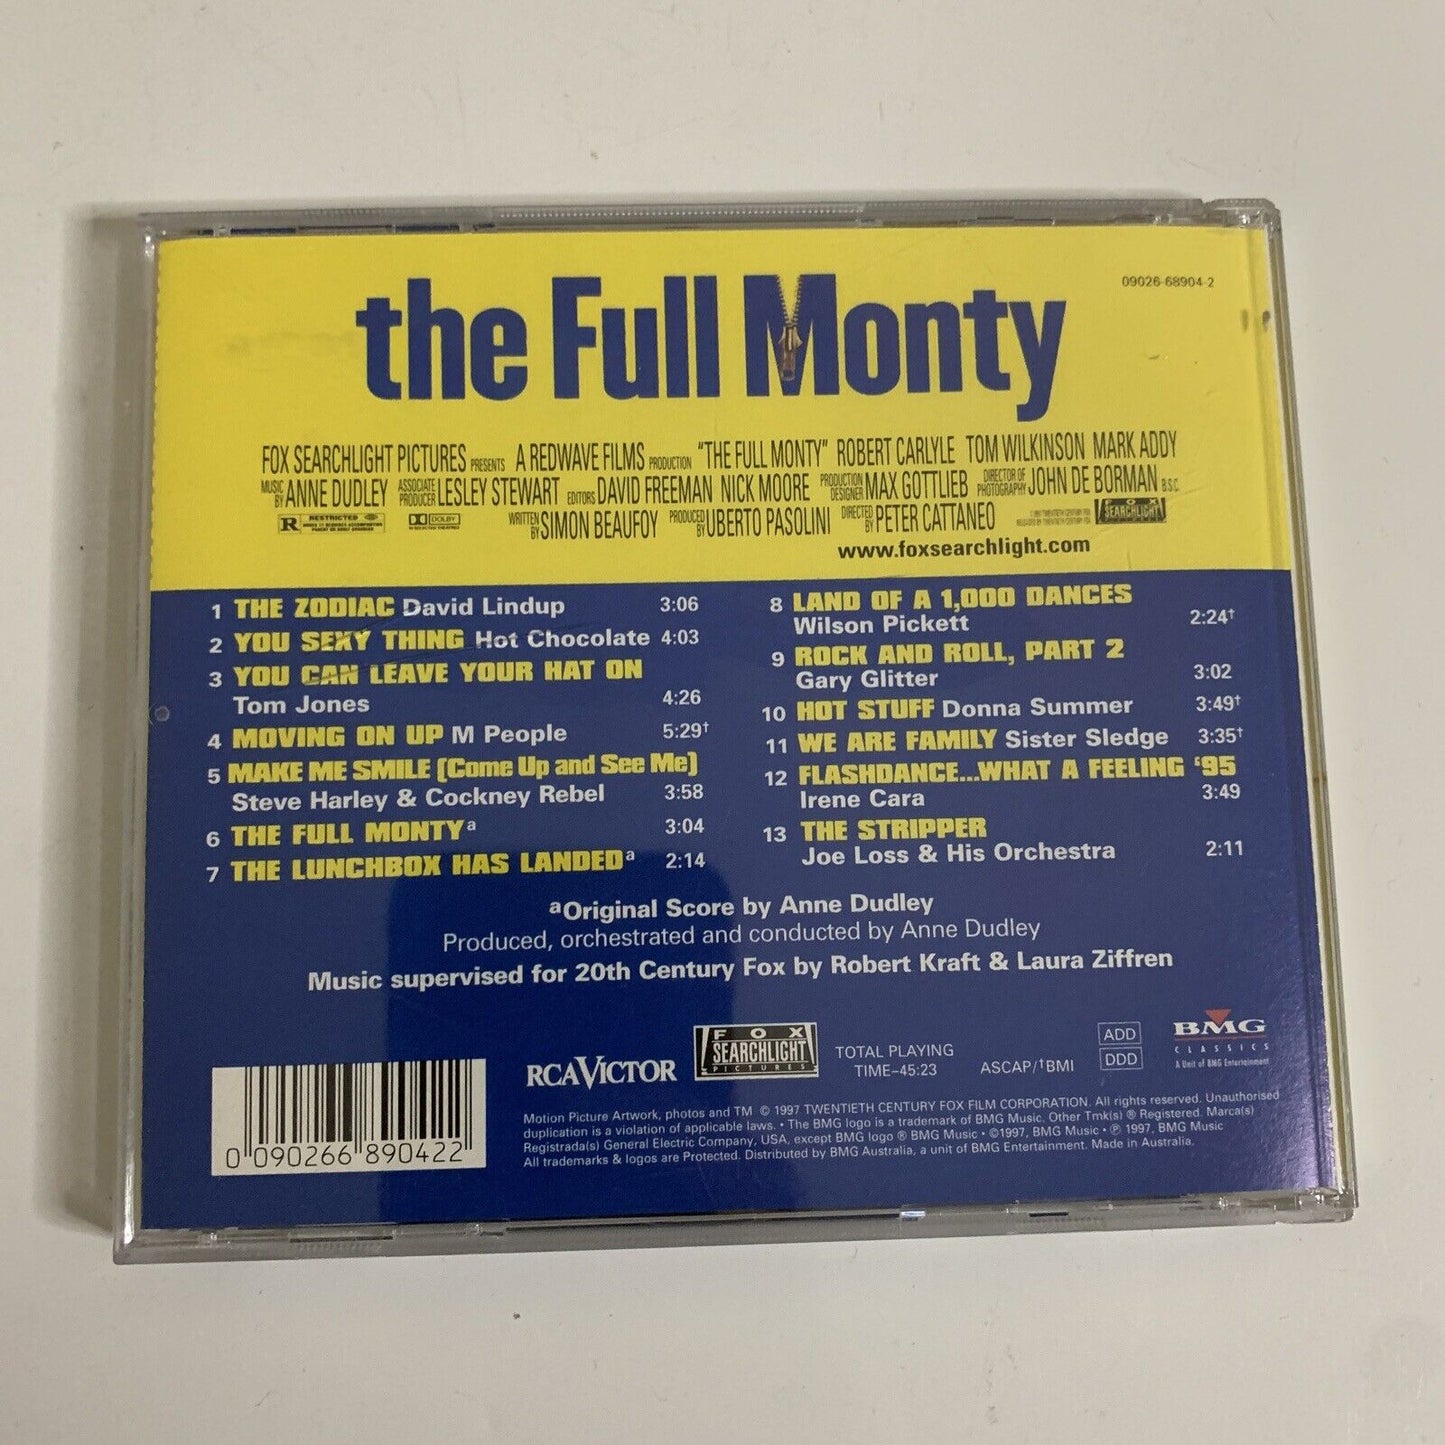 the Full Monty
09026-68904-2
FOX SEARCHLIGHT PICTURES PRESENTS A REDWAVE FILMS PRODUCTION "THE FULL MONTY" ROBERT CARLYLE TOM WILKINSON MARK ADDY
MUSIC BY ANNE DUDLEY ASSOCIATE PRODUCER LESLEY STEWART EDITORS DAVID FREEMAN NICK MOORE PRODUCTION DESIGNER MAX GOTTLIEB DIRECTOR OF PHOTOGRAPHY JOHN DE BORMAN B.S.C.
R RESTRICTED DOLBY WRITTEN BY SIMON BEAUFOY PRODUCED BY UBERTO PASOLINI DIRECTED BY PETER CATTANEO FOX SEARCHLIGHT
www.foxsearchlight.com
1 THE ZODIAC David Lindup 3:06
2 YOU SEXY THING Hot Chocolate 4:03
3 YOU CAN LEAVE YOUR HAT ON
Tom Jones 4:26
4 MOVING ON UP M People 5:29†
5 MAKE ME SMILE (Come Up and See Me)
Steve Harley & Cockney Rebel 3:58
6 THE FULL MONTYª 3:04
7 THE LUNCHBOX HAS LANDEDª 2:14
8 LAND OF A 1,000 DANCES
Wilson Pickett 2:24†
9 ROCK AND ROLL, PART 2
Gary Glitter 3:02
10 HOT STUFF Donna Summer 3:49†
11 WE ARE FAMILY Sister Sledge 3:35†
12 FLASHDANCE...WHAT A FEELING '95
Irene Cara 3:49
13 THE STRIPPER
Joe Loss & His Orchestra 2:11
ªOriginal Score by Anne Dudley
Produced, orchestrated and conducted by Anne Dudley
Music supervised for 20th Century Fox by Robert Kraft & Laura Ziffren
RCA VICTOR
FOX
SEARCHLIGHT
PICTURES
TOTAL PLAYING
TIME–45:23
ASCAP/†BMI
ADD
DDD
BMG
CLASSICS
A Unit of BMG Entertainment
0 090266 890422
Motion Picture Artwork, photos and TM © 1997 TWENTIETH CENTURY FOX FILM CORPORATION. All rights reserved. Unauthorised
duplication is a violation of applicable laws. • The BMG logo is a trademark of BMG Music. Other Tmk(s) ® Registered. Marca(s)
Registrada(s) General Electric Company, USA, except BMG logo ® BMG Music • ©1997, BMG Music • ℗ 1997, BMG Music
All trademarks & logos are Protected. Distributed by BMG Australia, a unit of BMG Entertainment. Made in Australia.